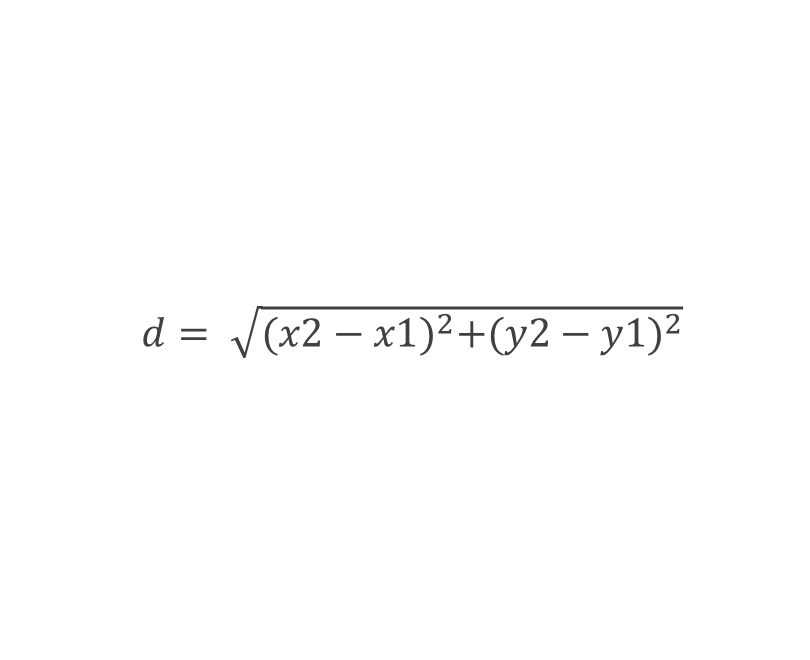 d = √(x2 − x1)²+(y2 − y1)²